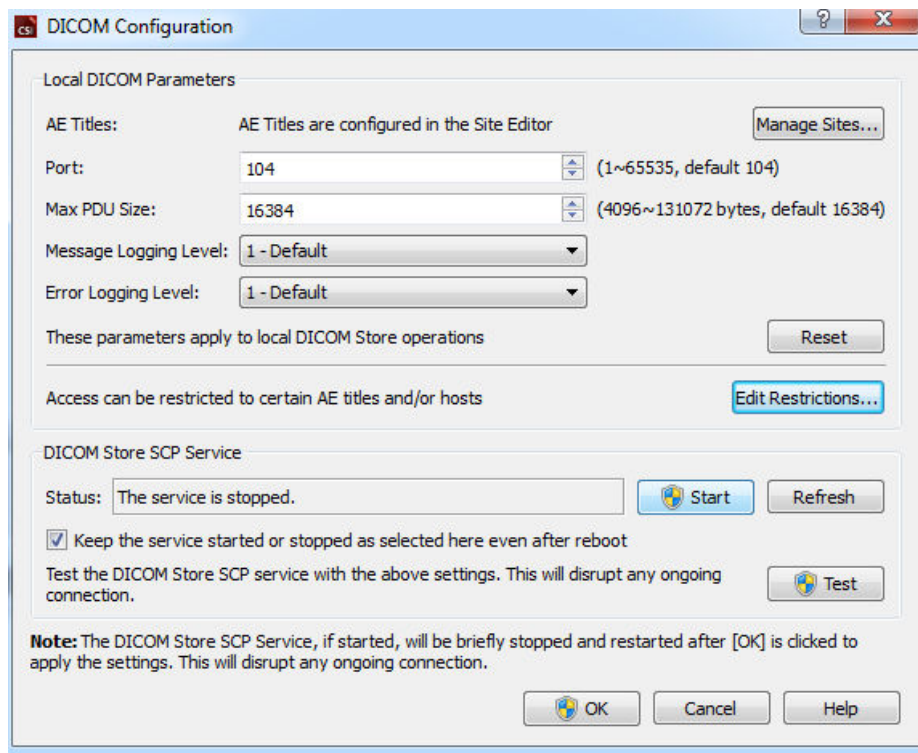 CSI DICOM Configuration
Local DICOM Parameters
AE Titles: AE Titles are configured in the Site Editor Manage Sites...
Port: 104 (1~65535, default 104)
Max PDU Size: 16384 (4096~131072 bytes, default 16384)
Message Logging Level: 1 - Default
Error Logging Level: 1 - Default
These parameters apply to local DICOM Store operations Reset
Access can be restricted to certain AE titles and/or hosts Edit Restrictions...
DICOM Store SCP Service
Status: The service is stopped. Start Refresh
Keep the service started or stopped as selected here even after reboot
Test the DICOM Store SCP service with the above settings. This will disrupt any ongoing
connection. Test
Note: The DICOM Store SCP Service, if started, will be briefly stopped and restarted after [OK] is clicked to
apply the settings. This will disrupt any ongoing connection.
OK Cancel Help